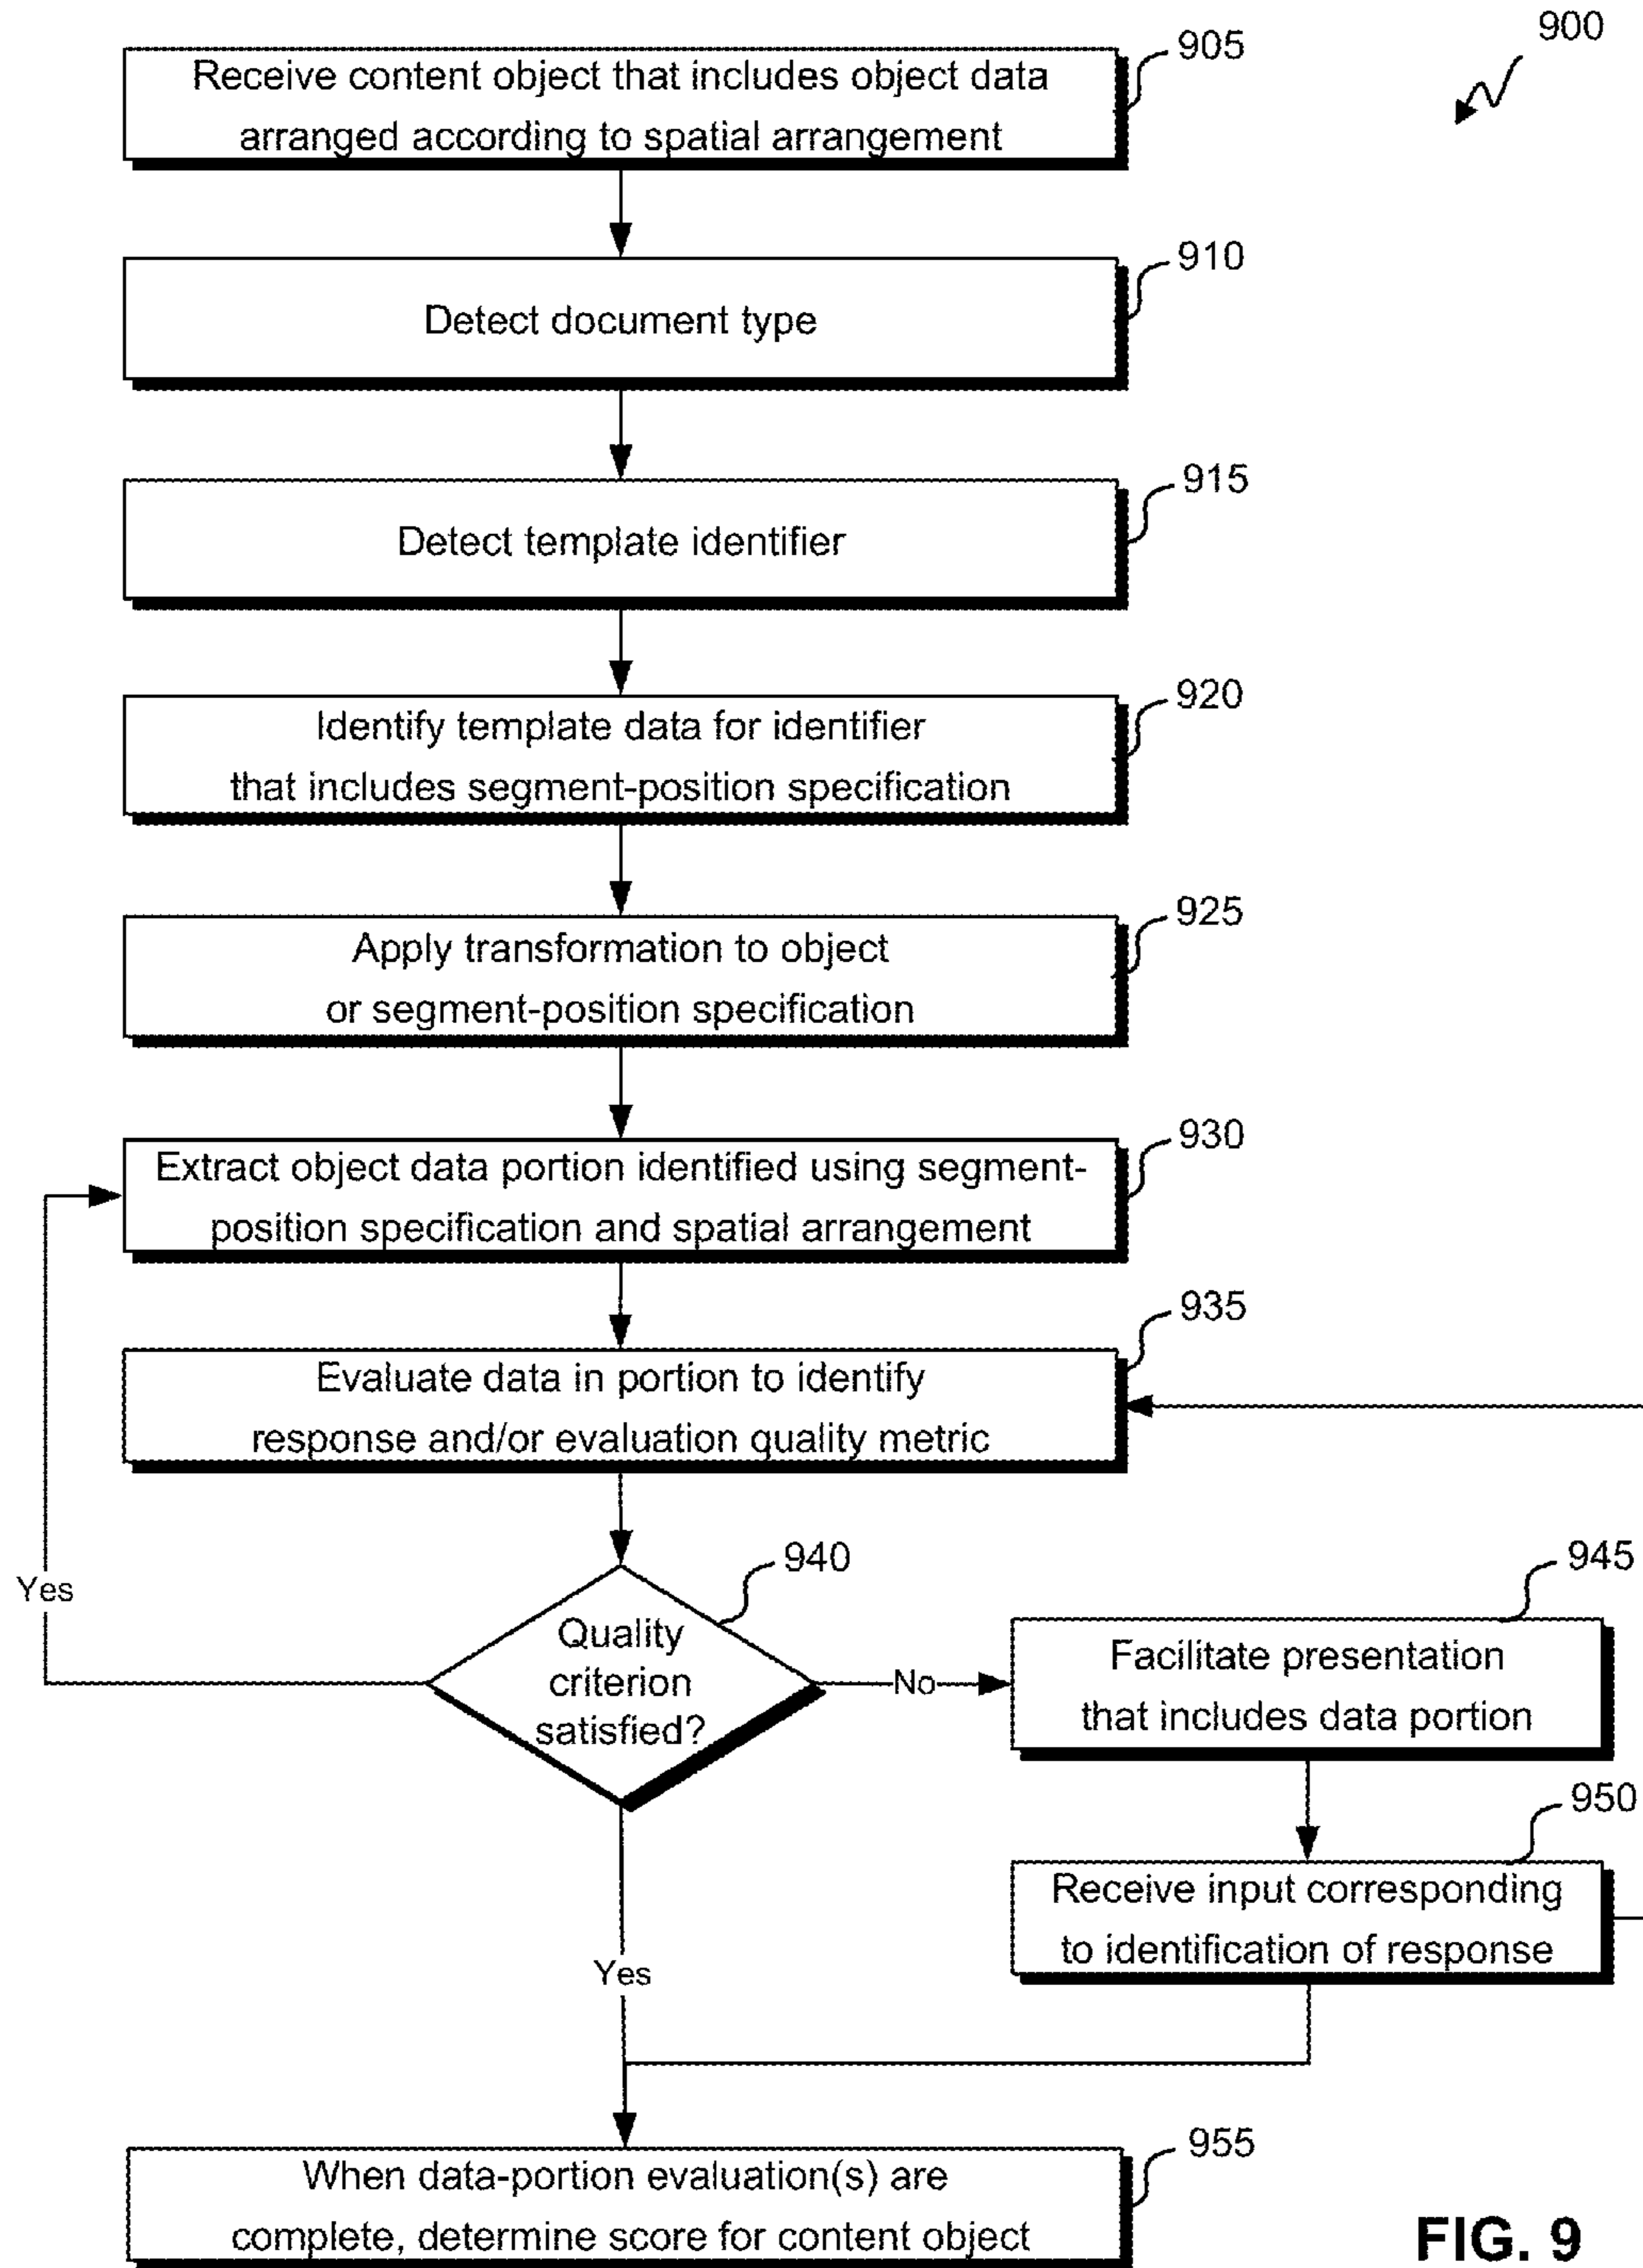 900
905
Receive content object that includes object data
arranged according to spatial arrangement
910
Detect document type
915
Detect template identifier
920
Identify template data for identifier
that includes segment-position specification
925
Apply transformation to object
or segment-position specification
930
Extract object data portion identified using segment-
position specification and spatial arrangement
935
Evaluate data in portion to identify
response and/or evaluation quality metric
940
Quality
criterion
satisfied?
Yes
No
945
Facilitate presentation
that includes data portion
950
Receive input corresponding
to identification of response
Yes
955
When data-portion evaluation(s) are
complete, determine score for content object
FIG. 9